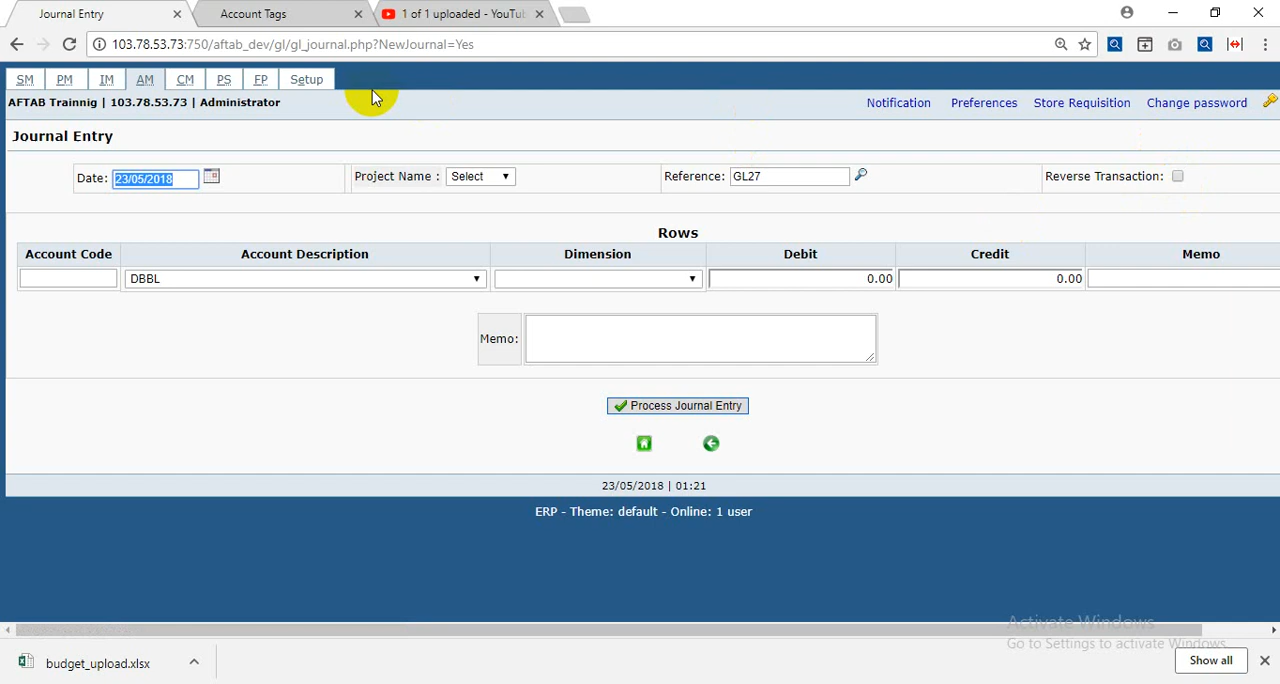 Journal Entry
Account Tags
1 of 1 uploaded - YouTu
103.78.53.73:750/aftab_dev/gl/gl_journal.php?NewJournal=Yes
SM PM IM AM CM PS FP Setup
AFTAB Trainnig | 103.78.53.73 | Administrator
Notification Preferences Store Requisition Change password
Journal Entry
Date: 23/05/2018 Project Name : Select Reference: GL27 Reverse Transaction:
Rows
Account Code Account Description Dimension Debit Credit Memo
DBBL 0.00 0.00
Memo:
Process Journal Entry
23/05/2018 | 01:21
ERP - Theme: default - Online: 1 user
Activate Windows
Go to Settings to activate Windows.
budget_upload.xlsx
Show all